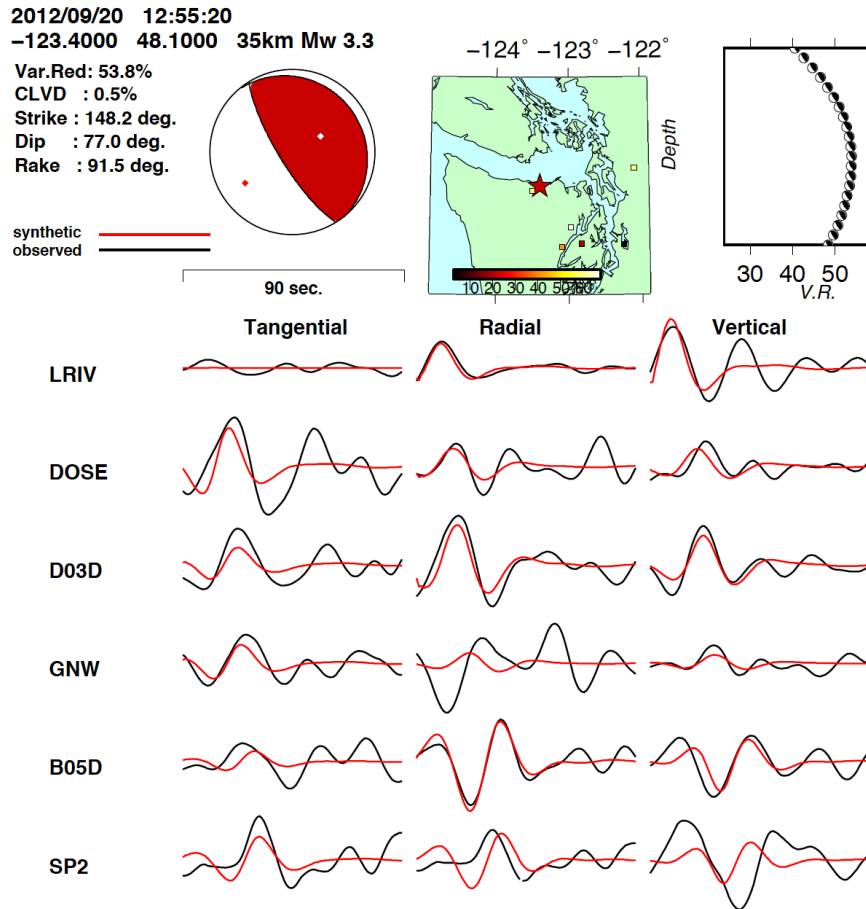 2012/09/20 12:55:20
−123.4000 48.1000 35km Mw 3.3
Var.Red: 53.8%
CLVD : 0.5%
Strike : 148.2 deg.
Dip : 77.0 deg.
Rake : 91.5 deg.
synthetic
observed
90 sec.
−124° −123° −122°
10 20 30 40 50
Depth
30 40 50
V.R.
Tangential Radial Vertical
LRIV
DOSE
D03D
GNW
B05D
SP2